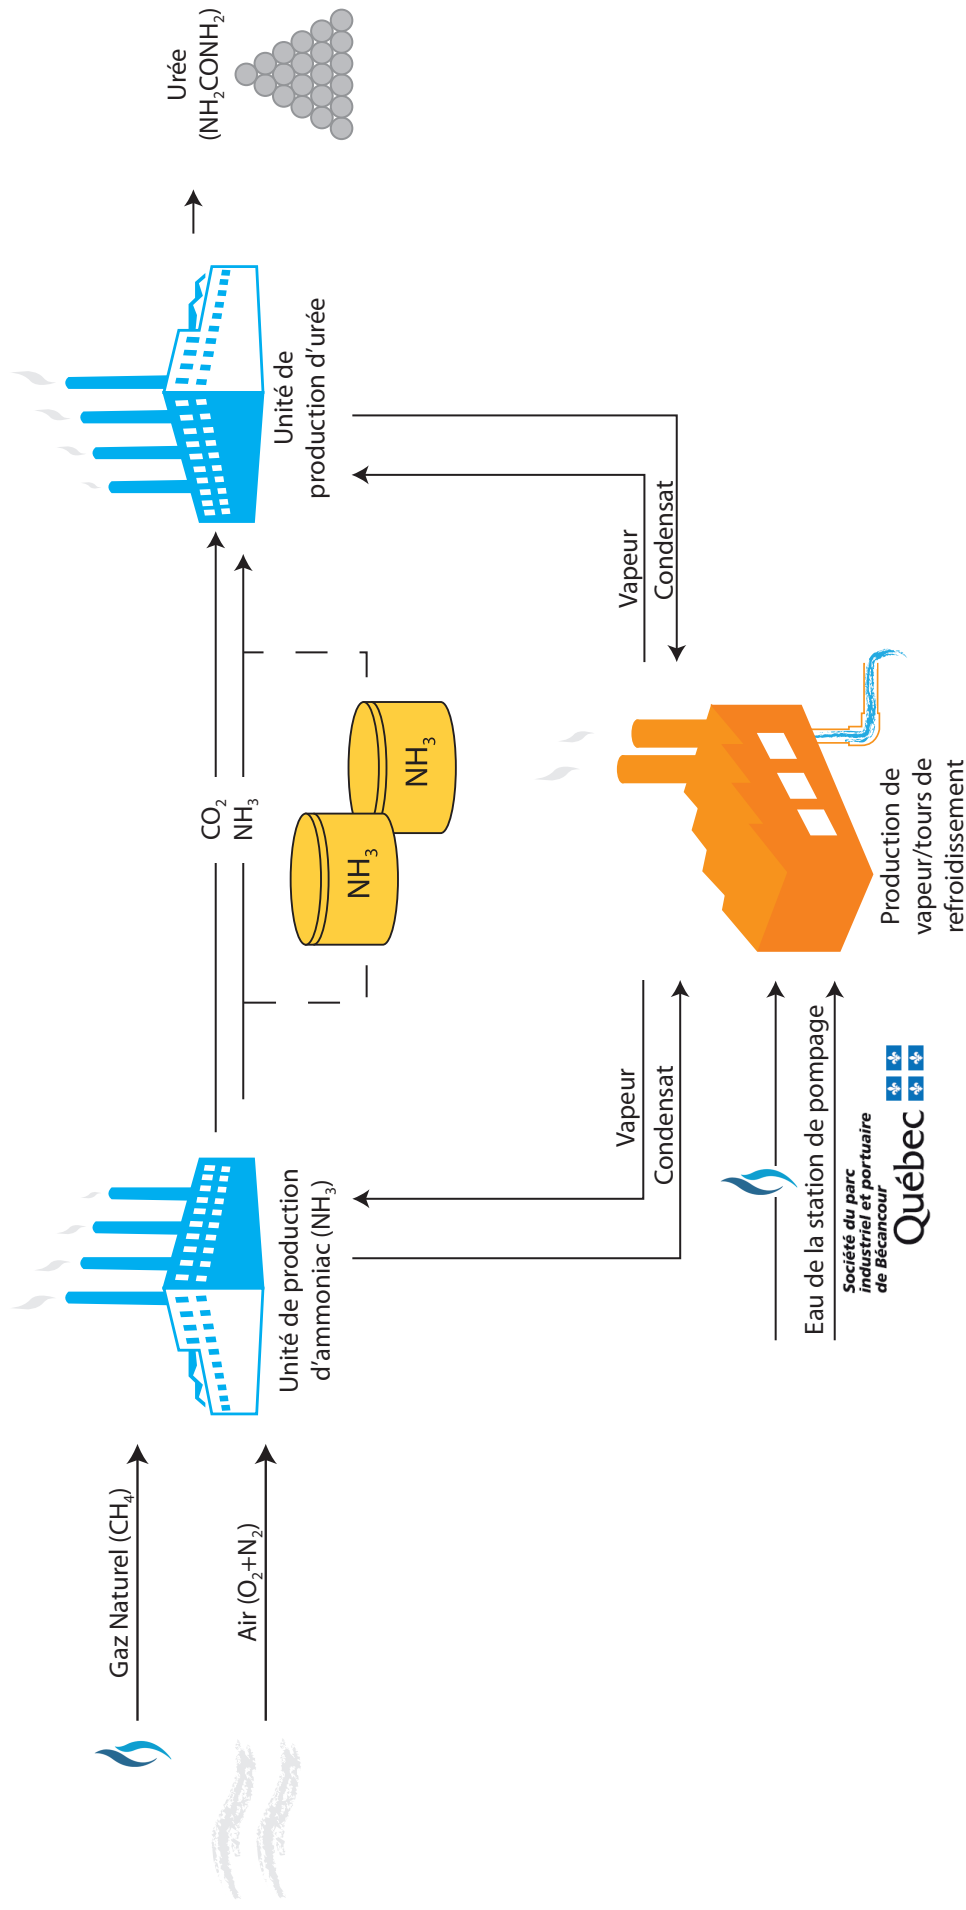 Gaz Naturel (CH₄)
Air (O₂+N₂)
Unité de production
d'ammoniac (NH₃)
CO₂
NH₃
NH₃
NH₃
Unité de
production d'urée
Urée
(NH₂CONH₂)
Vapeur
Condensat
Vapeur
Condensat
Eau de la station de pompage
Société du parc
industriel et portuaire
de Bécancour
Québec
Production de
vapeur/tours de
refroidissement